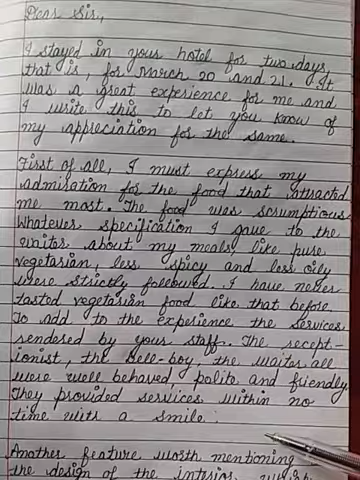 Dear Sir,
I stayed in your hotel for two days,
that is, for March 20 and 21. It
was a great experience for me and
I write this to let you know of
my appreciation for the same.
First of all, I must express my
admiration for the food that attracted
me most. The food was scrumptious.
Whatever specification I gave to the
waiter about my meals, like pure
vegetarian, less spicy and less oily
were strictly followed. I have never
tasted vegetarian food like that before
To add to the experience the services
rendered by your staff. The recept-
ionist, the bell-boy, the waiters all
were well behaved, polite and friendly
They provided services within no
time with a smile.
Another feature worth mentioning
the design of the interior